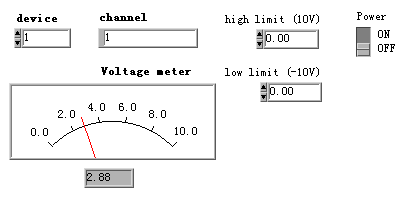 device
channel
high limit (10V)
Power
1
1
0.00
ON
OFF
Voltage meter
low limit (-10V)
0.00
0.0
2.0
4.0
6.0
8.0
10.0
2.88